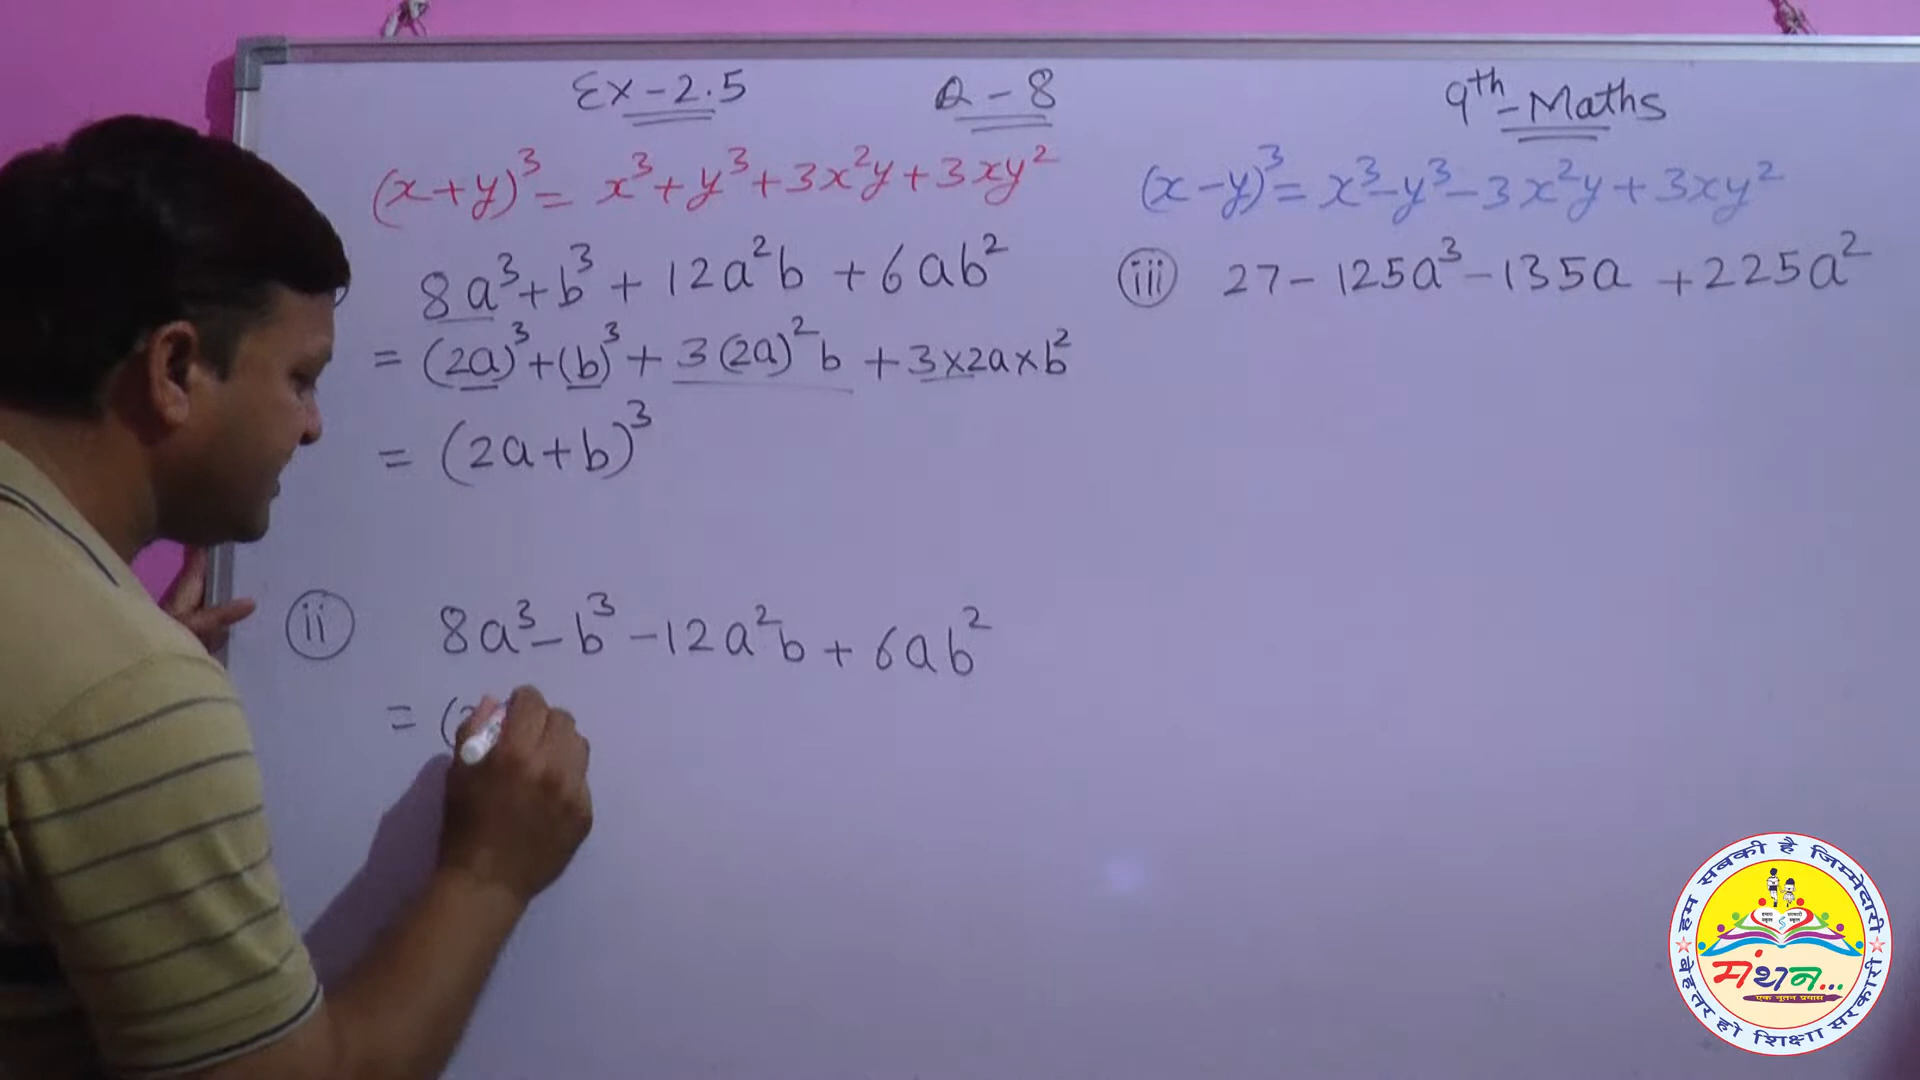 Ex-2.5 Q-8 9th-Maths
(x+y)³ = x³+y³+3x²y+3xy²
(x-y)³ = x³-y³-3x²y+3xy²
8a³+b³+12a²b+6ab²
= (2a)³+(b)³+3(2a)²b+3×2a×b²
= (2a+b)³
(ii) 8a³-b³-12a²b+6ab²
= (2
(iii) 27-125a³-135a+225a²
हम सबकी है जिम्मेदारी
मंथन...
एक नूतन प्रयास
बेहतर हो शिक्षा सरकारी